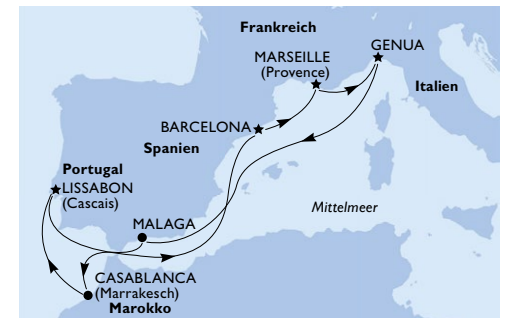 Frankreich
MARSEILLE
(Provence)
GENUA
Italien
BARCELONA
Spanien
Portugal
LISSABON
(Cascais)
MALAGA
Mittelmeer
CASABLANCA
(Marrakesch)
Marokko